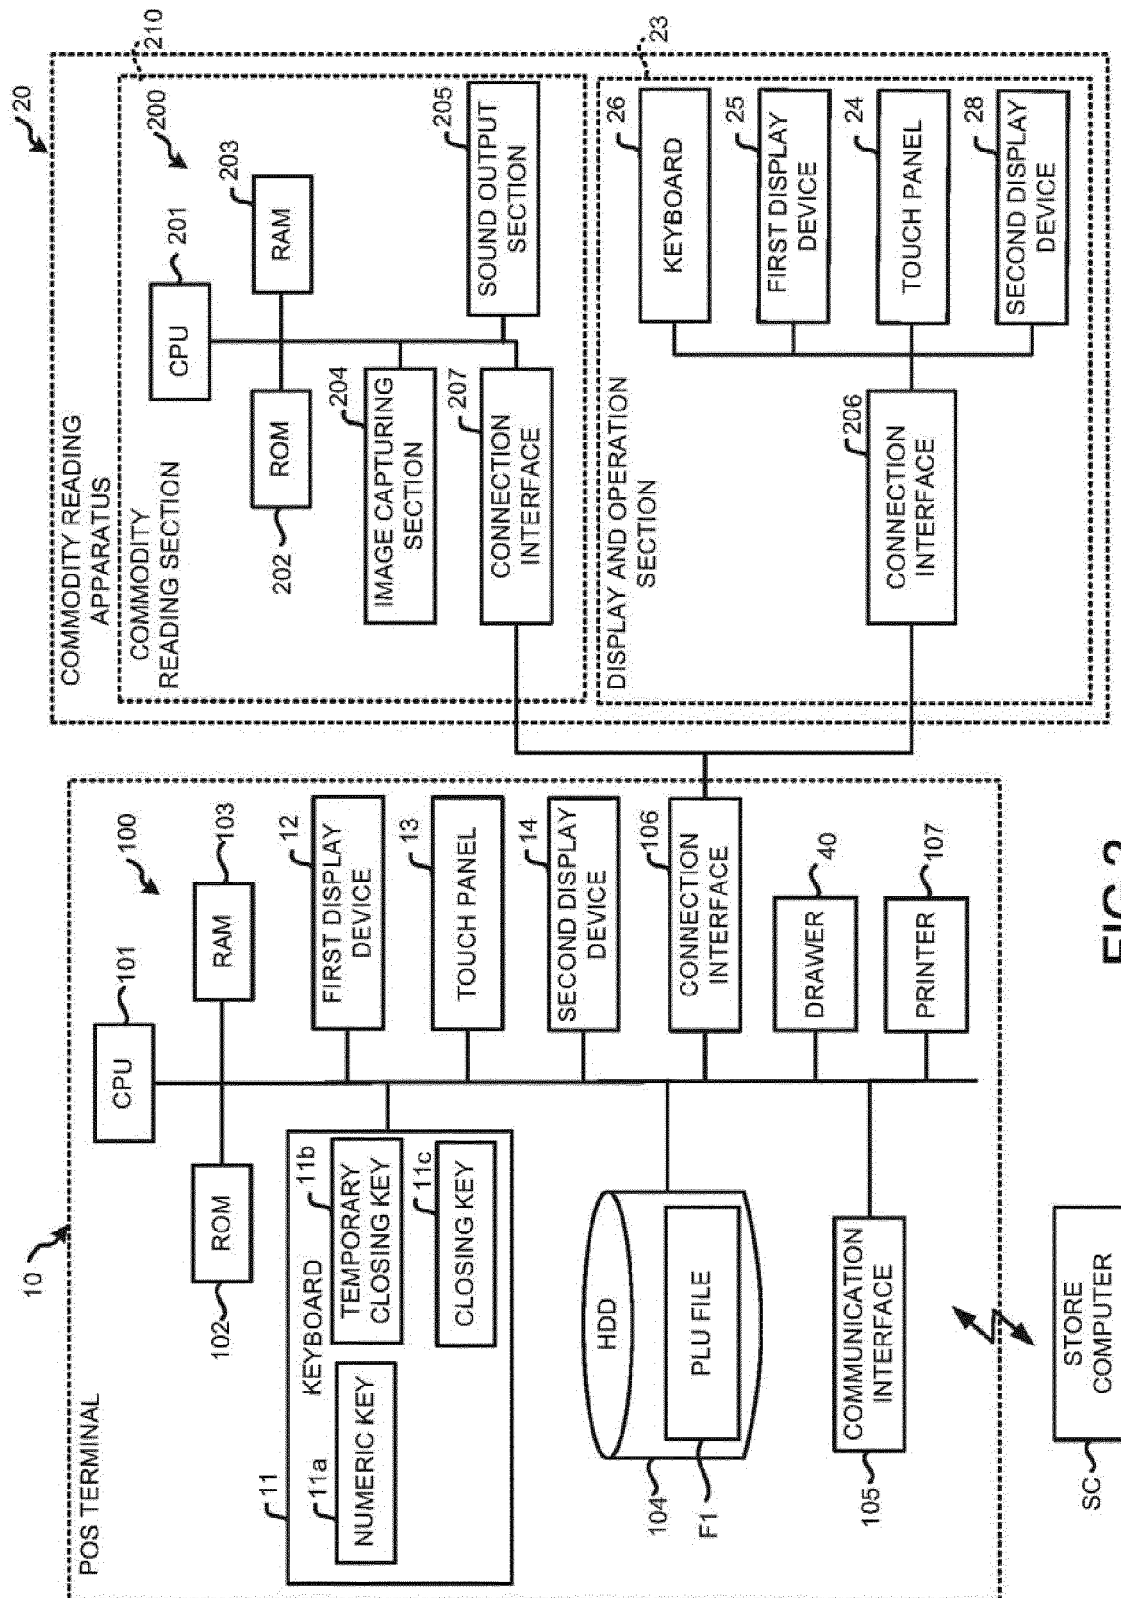 10
POS TERMINAL
CPU
101
100
ROM
102
RAM
103
11
KEYBOARD
11a
NUMERIC KEY
11b
TEMPORARY
CLOSING KEY
11c
CLOSING KEY
12
FIRST DISPLAY
DEVICE
13
TOUCH PANEL
14
SECOND DISPLAY
DEVICE
HDD
PLU FILE
104
F1
106
CONNECTION
INTERFACE
DRAWER
40
PRINTER
107
COMMUNICATION
INTERFACE
105
STORE
COMPUTER
SC
20
COMMODITY READING
APPARATUS
210
COMMODITY
READING SECTION
200
CPU
201
ROM
202
RAM
203
204
IMAGE CAPTURING
SECTION
205
SOUND OUTPUT
SECTION
207
CONNECTION
INTERFACE
23
DISPLAY AND OPERATION
SECTION
26
KEYBOARD
25
FIRST DISPLAY
DEVICE
24
TOUCH PANEL
28
SECOND DISPLAY
DEVICE
206
CONNECTION
INTERFACE